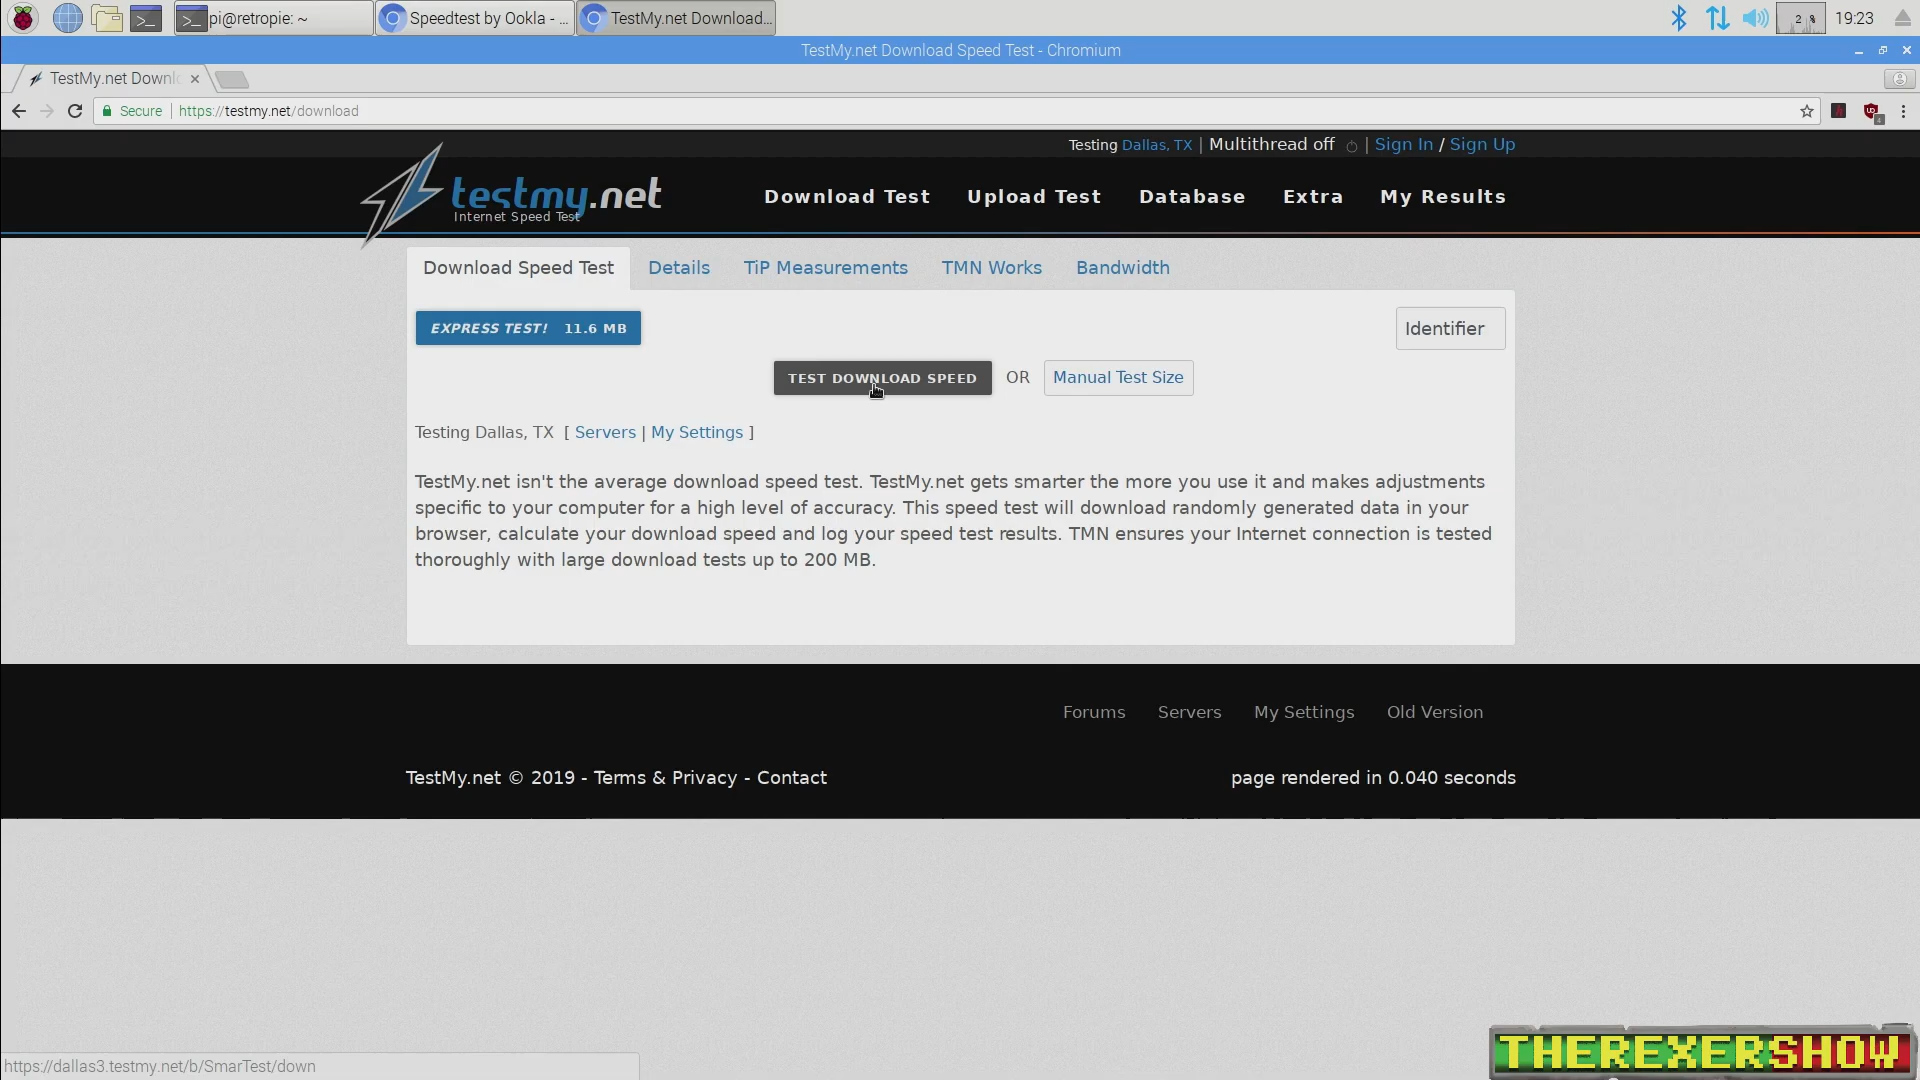 pi@retropie: ~
Speedtest by Ookla - ...
TestMy.net Download...
2 %
19:23
TestMy.net Download Speed Test - Chromium
TestMy.net Downl
Secure
https://testmy.net/download
4
Testing Dallas, TX | Multithread off | Sign In / Sign Up
testmy.net
Internet Speed Test
Download Test
Upload Test
Database
Extra
My Results
Download Speed Test
Details
TiP Measurements
TMN Works
Bandwidth
EXPRESS TEST! 11.6 MB
Identifier
TEST DOWNLOAD SPEED
OR
Manual Test Size
Testing Dallas, TX [ Servers | My Settings ]
TestMy.net isn't the average download speed test. TestMy.net gets smarter the more you use it and makes adjustments
specific to your computer for a high level of accuracy. This speed test will download randomly generated data in your
browser, calculate your download speed and log your speed test results. TMN ensures your Internet connection is tested
thoroughly with large download tests up to 200 MB.
Forums
Servers
My Settings
Old Version
TestMy.net © 2019 - Terms & Privacy - Contact
page rendered in 0.040 seconds
https://dallas3.testmy.net/b/SmarTest/down
THEREXERSHOW